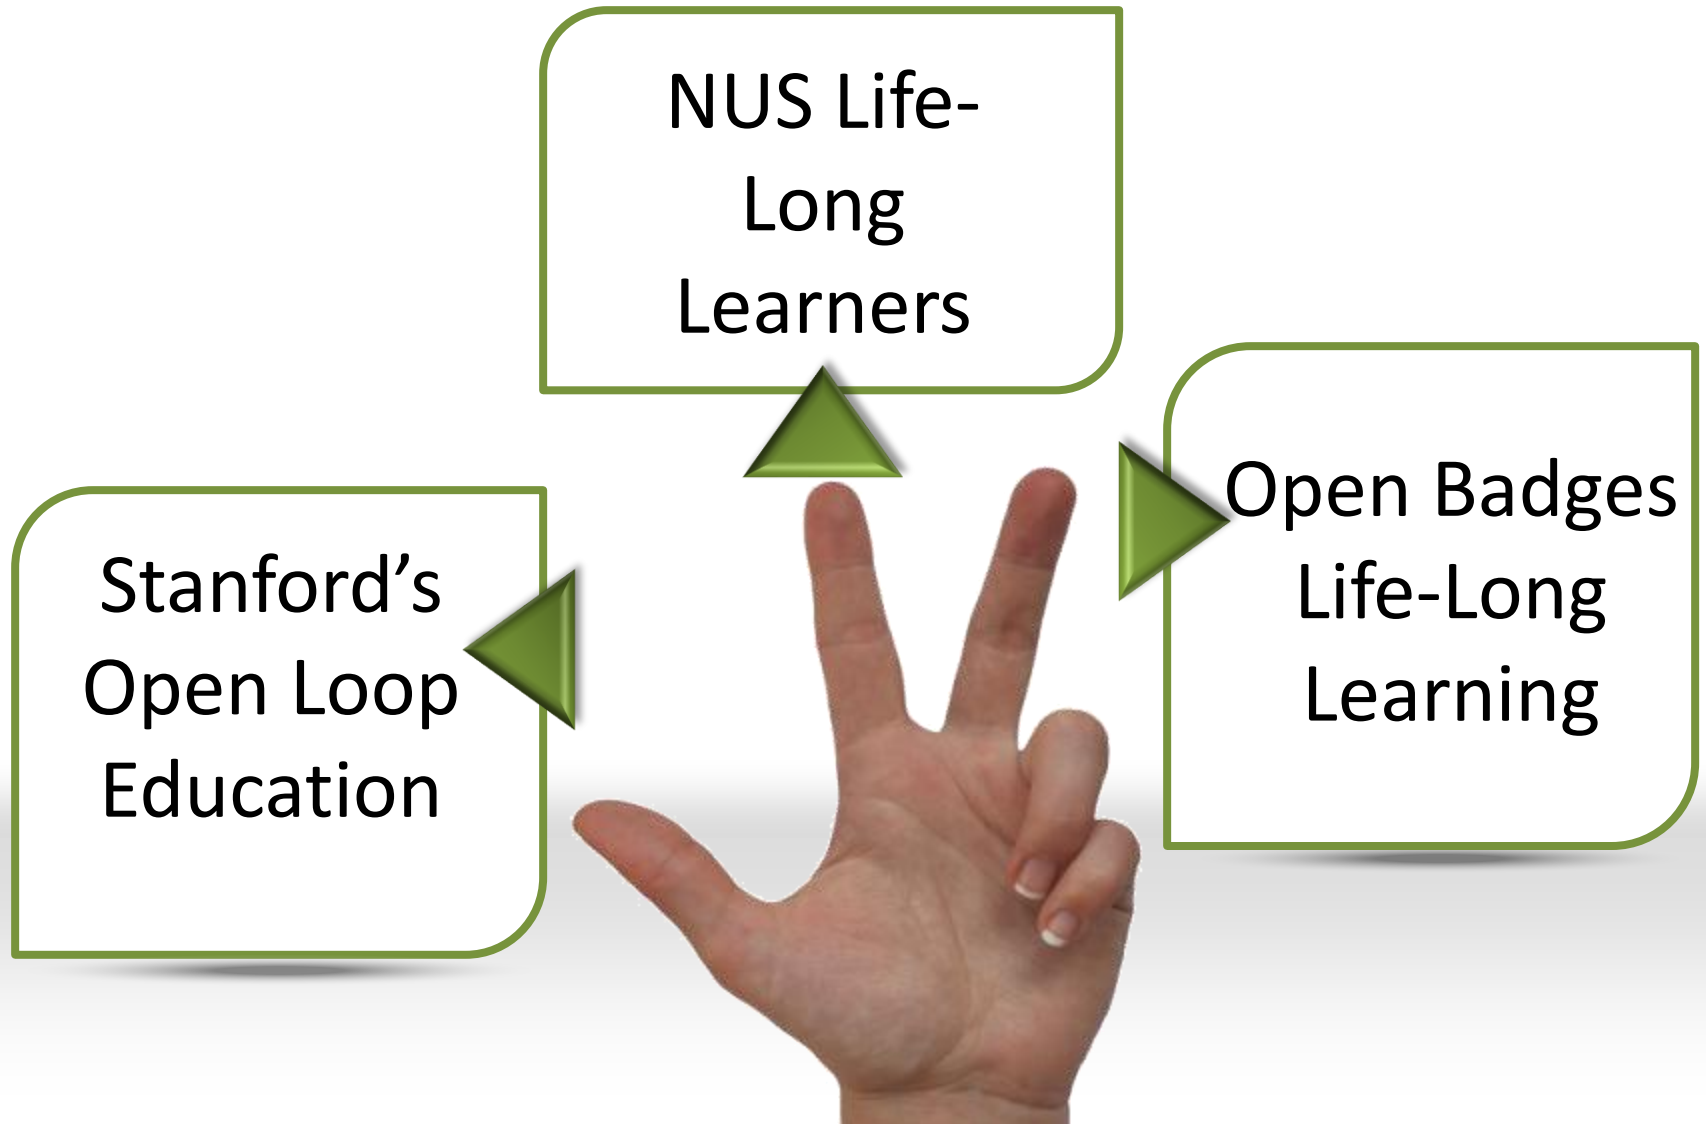 NUS Life-
Long
Learners
Stanford’s
Open Loop
Education
Open Badges
Life-Long
Learning